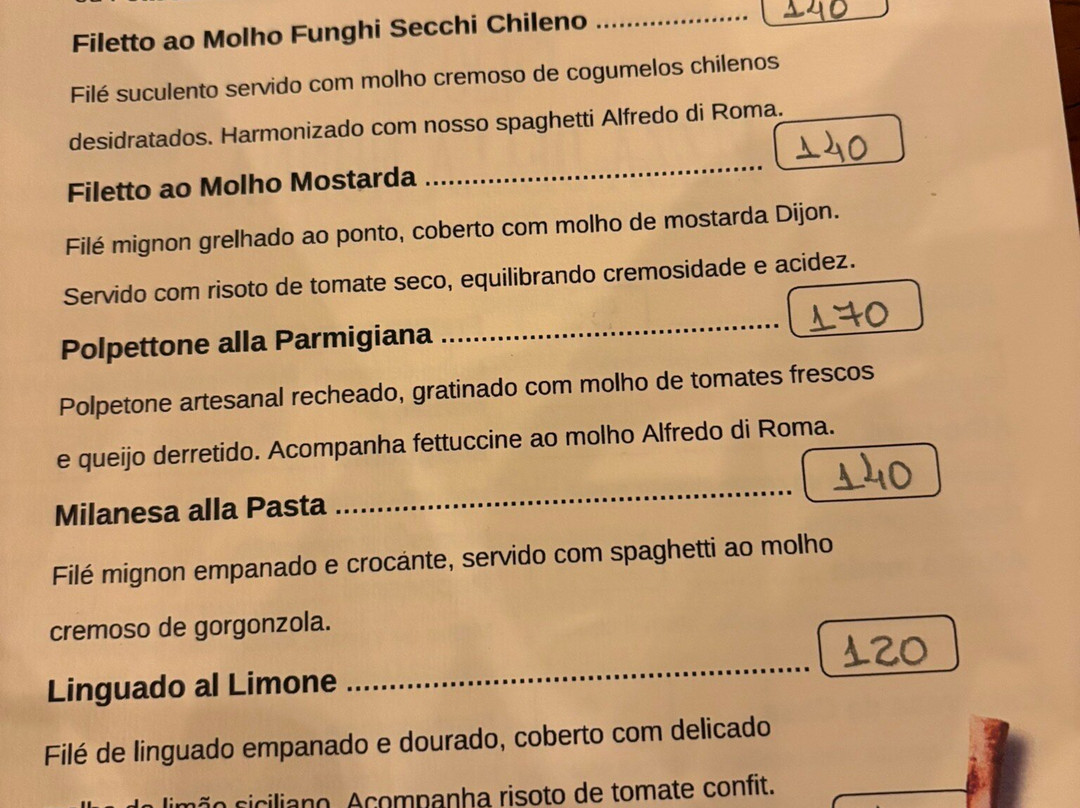 Filetto ao Molho Funghi Secchi Chileno ................... 140
Filé suculento servido com molho cremoso de cogumelos chilenos
desidratados. Harmonizado com nosso spaghetti Alfredo di Roma.
Filetto ao Molho Mostarda .......................................... 140
Filé mignon grelhado ao ponto, coberto com molho de mostarda Dijon.
Servido com risoto de tomate seco, equilibrando cremosidade e acidez.
Polpettone alla Parmigiana .......................................... 170
Polpetone artesanal recheado, gratinado com molho de tomates frescos
e queijo derretido. Acompanha fettuccine ao molho Alfredo di Roma.
Milanesa alla Pasta ........................................................ 140
Filé mignon empanado e crocante, servido com spaghetti ao molho
cremoso de gorgonzola.
Linguado al Limone ........................................................ 120
Filé de linguado empanado e dourado, coberto com delicado
de limão siciliano. Acompanha risoto de tomate confit.